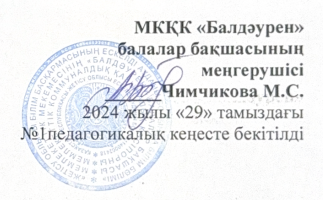 МКҚК «Балдәурен»
балалар бақшасының
меңгерушісі
Чимчикова М.С.
2024 жылы «29» тамыздағы
№1педагогикалық кеңесте бекітілді